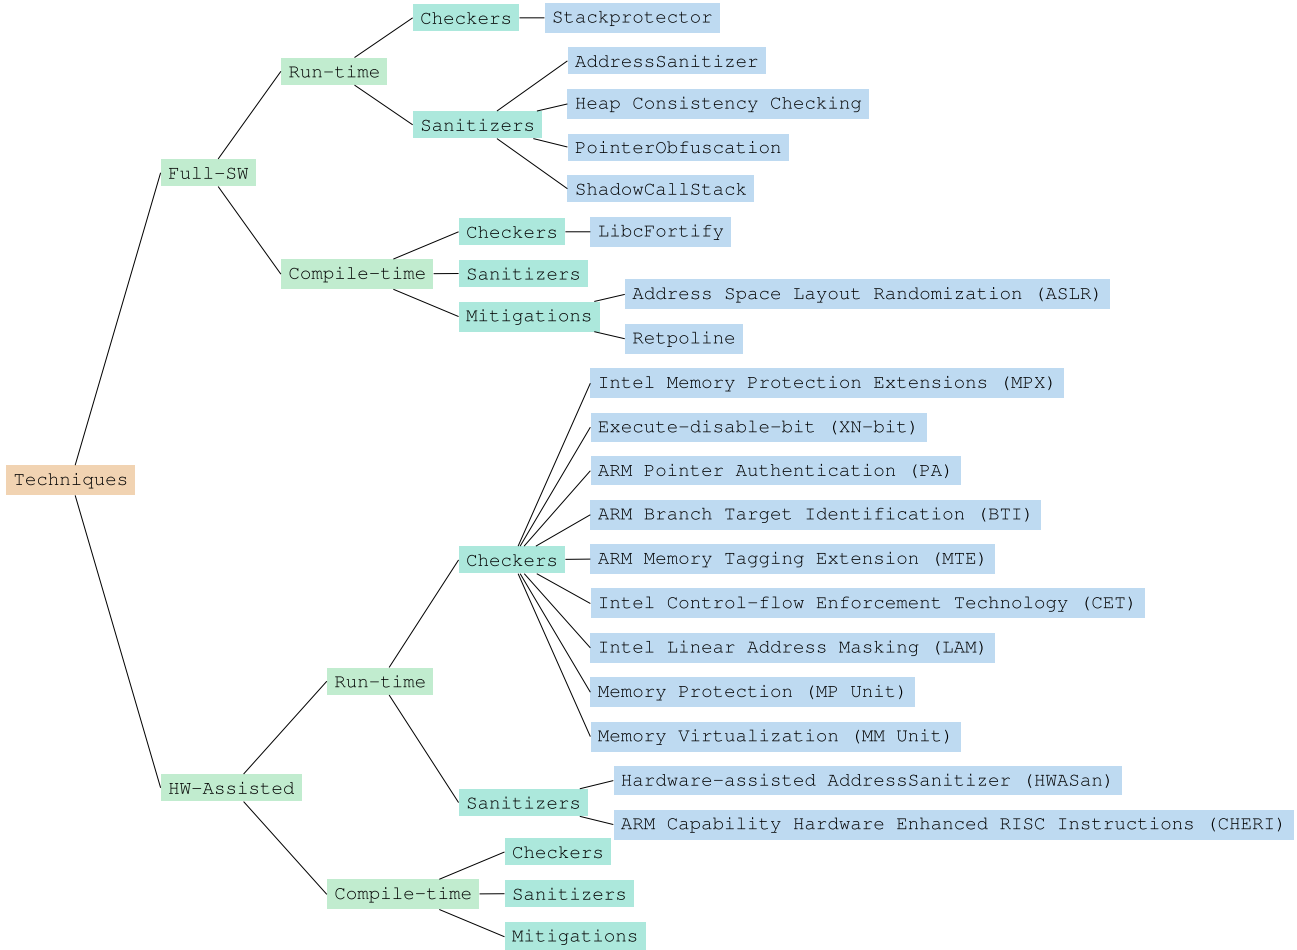 Checkers
Stackprotector
AddressSanitizer
Run-time
Heap Consistency Checking
Sanitizers
PointerObfuscation
Full-SW
ShadowCallStack
Checkers
LibcFortify
Compile-time
Sanitizers
Address Space Layout Randomization (ASLR)
Mitigations
Retpoline
Intel Memory Protection Extensions (MPX)
Execute-disable-bit (XN-bit)
ARM Pointer Authentication (PA)
Techniques
ARM Branch Target Identification (BTI)
Checkers
ARM Memory Tagging Extension (MTE)
Intel Control-flow Enforcement Technology (CET)
Intel Linear Address Masking (LAM)
Run-time
Memory Protection (MP Unit)
Memory Virtualization (MM Unit)
Hardware-assisted AddressSanitizer (HWASan)
HW-Assisted
Sanitizers
ARM Capability Hardware Enhanced RISC Instructions (CHERI)
Checkers
Compile-time
Sanitizers
Mitigations